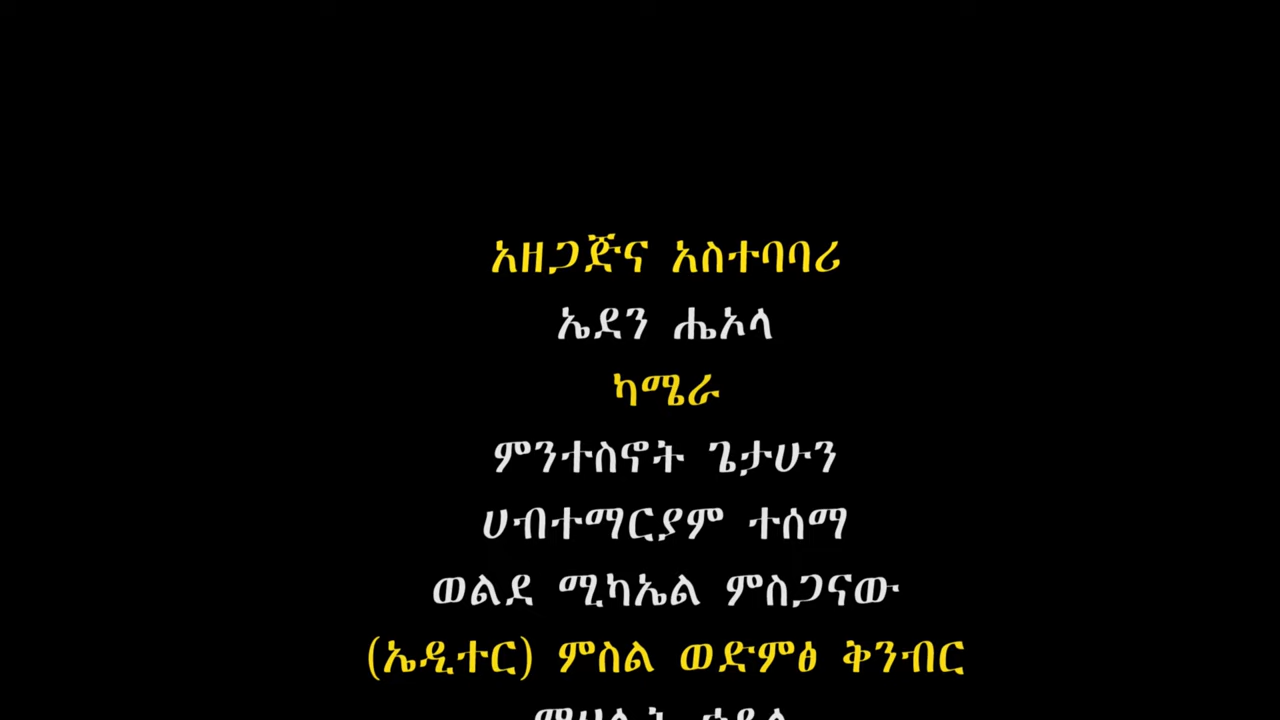 አዘጋጅና አስተባባሪ
ኤደን ሔኦላ
ካሜራ
ምንተስኖት ጌታሁን
ሀብተማርያም ተሰማ
ወልደ ሚካኤል ምስጋናው
(ኤዲተር) ምስል ወድምፅ ቅንብር